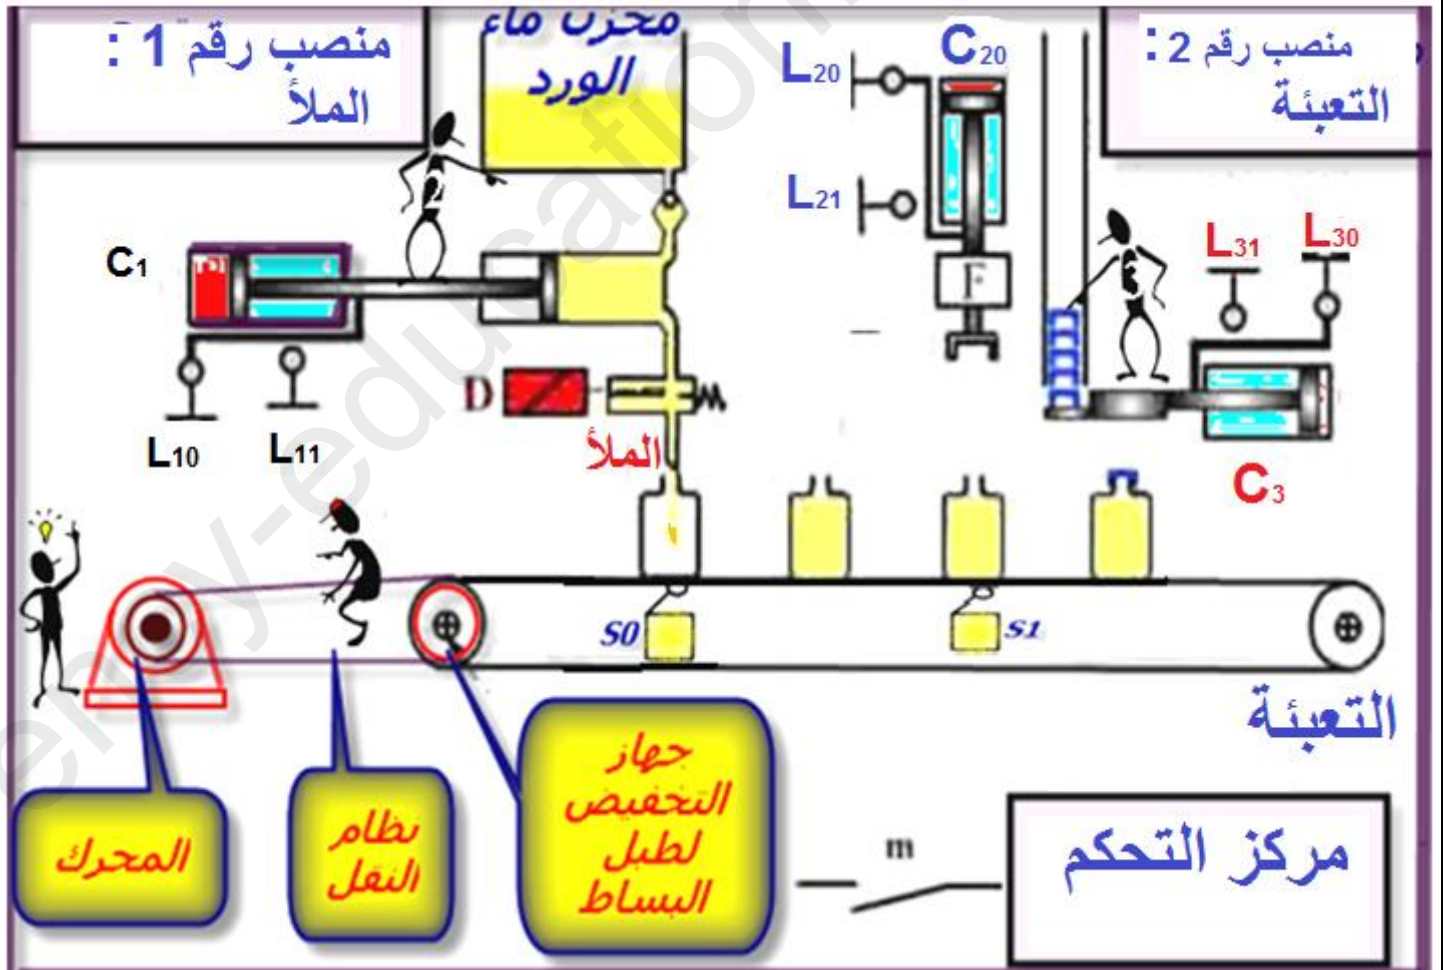 منصب رقم 1 :
الملأ
مخزن ماء
الورد
C20
L20
L21
منصب رقم 2 :
التعبئة
C1
2
F
L31
L30
D
L10
L11
الملأ
C3
S0
S1
التعبئة
المحرك
نظام
النقل
جهاز
التخفيض
لطبل
البساط
m
مركز التحكم